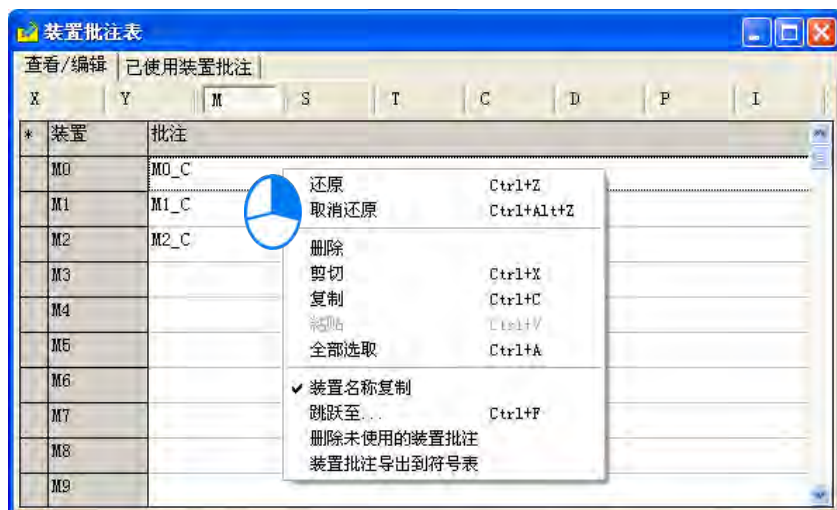 装置批注表
查看/编辑 已使用装置批注
X Y M S T C D P I
* 装置 批注
M0 M0_C
M1 M1_C
M2 M2_C
M3
M4
M5
M6
M7
M8
M9
还原 Ctrl+Z
取消还原 Ctrl+Alt+Z
删除
剪切 Ctrl+X
复制 Ctrl+C
粘贴 Ctrl+V
全部选取 Ctrl+A
✔ 装置名称复制
跳跃至... Ctrl+F
删除未使用的装置批注
装置批注导出到符号表